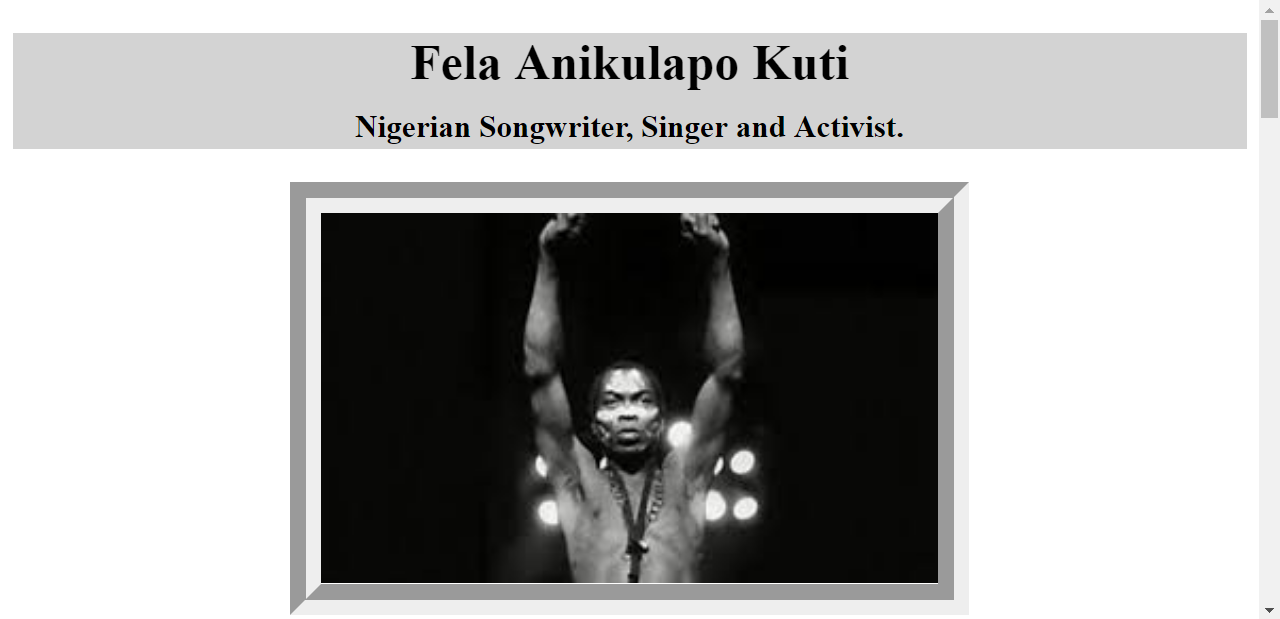 Fela Anikulapo Kuti
Nigerian Songwriter, Singer and Activist.